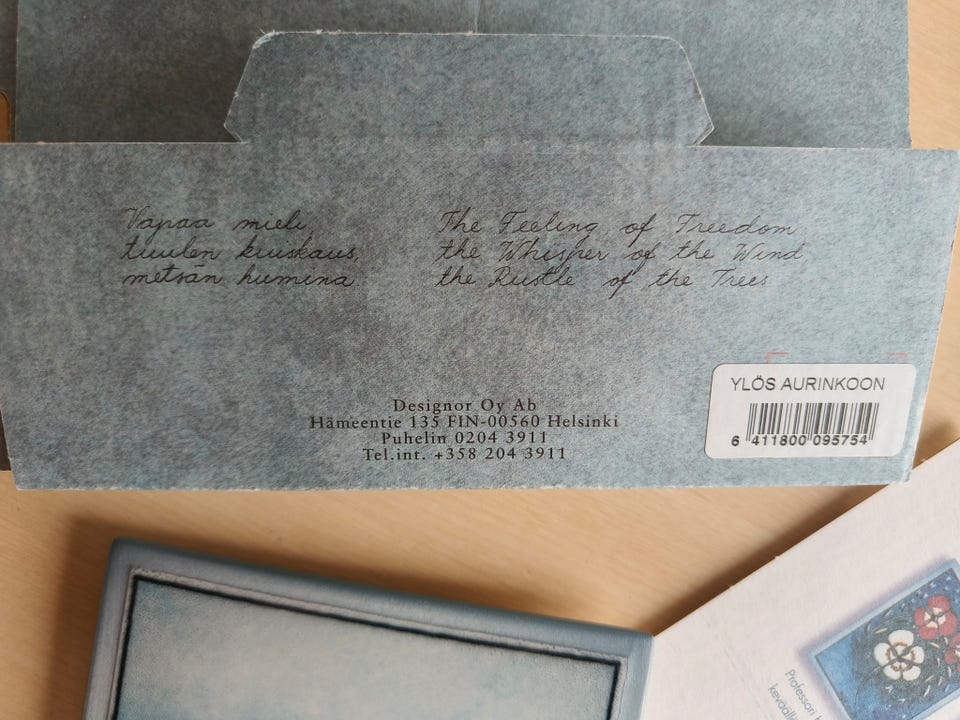 Vapaa mieli,
tuulen kuiskaus,
metsän humina
The Feeling of Freedom
the Whisper of the Wind
the Rustle of the Trees
Designor Oy Ab
Hämeentie 135 FIN-00560 Helsinki
Puhelin 0204 3911
Tel.int. +358 204 3911
YLÖS AURINKOON
6 411800 095754
Professori
keväällä